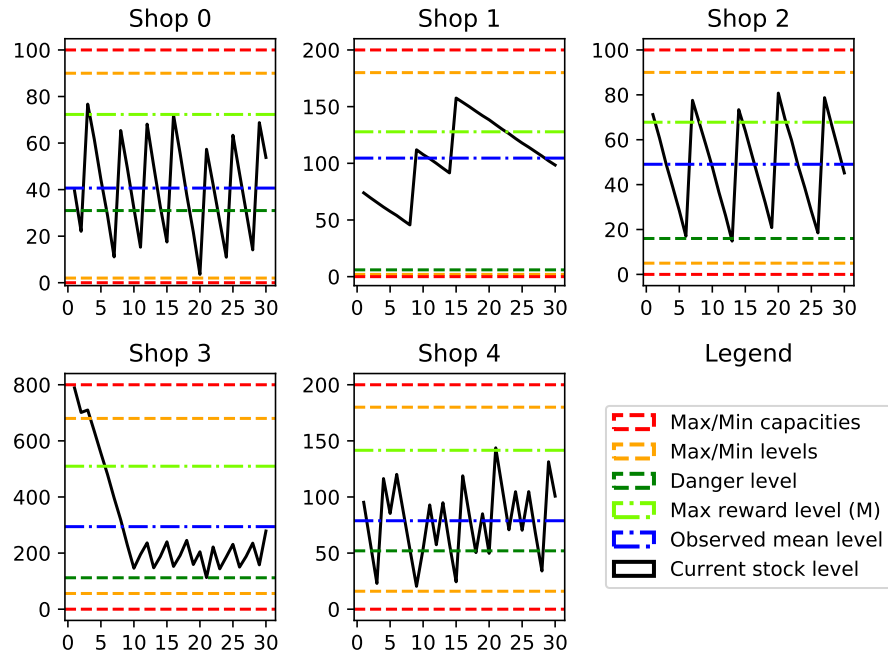 Shop 0
Shop 1
Shop 2
100
80
60
40
20
0
0 5 10 15 20 25 30
200
150
100
50
0
0 5 10 15 20 25 30
100
80
60
40
20
0
0 5 10 15 20 25 30
Shop 3
Shop 4
Legend
800
600
400
200
0
0 5 10 15 20 25 30
200
150
100
50
0
0 5 10 15 20 25 30
Max/Min capacities
Max/Min levels
Danger level
Max reward level (M)
Observed mean level
Current stock level